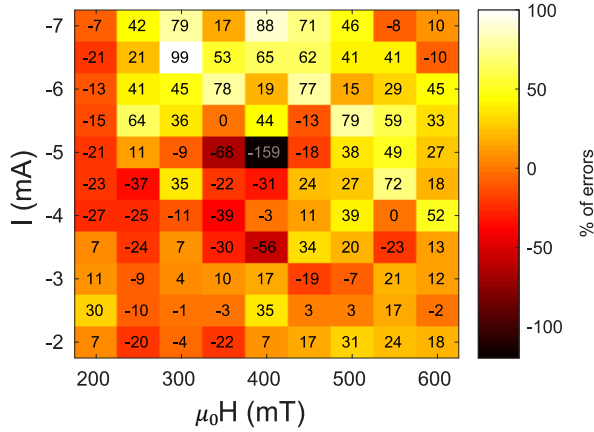 -7 -7 42 79 17 88 71 46 -8 10 100
-21 21 99 53 65 62 41 41 -10
-6 -13 41 45 78 19 77 15 29 45 50
-15 64 36 0 44 -13 79 59 33
-5 -21 11 -9 -68 -159 -18 38 49 27 0
-23 -37 35 -22 -31 24 27 72 18
-4 -27 -25 -11 -39 -3 11 39 0 52 -50
7 -24 7 -30 -56 34 20 -23 13
-3 11 -9 4 10 17 -19 -7 21 12
30 -10 -1 -3 35 3 3 17 -2 -100
-2 7 -20 -4 -22 7 17 31 24 18
200 300 400 500 600
I (mA)
μ₀H (mT)
% of errors